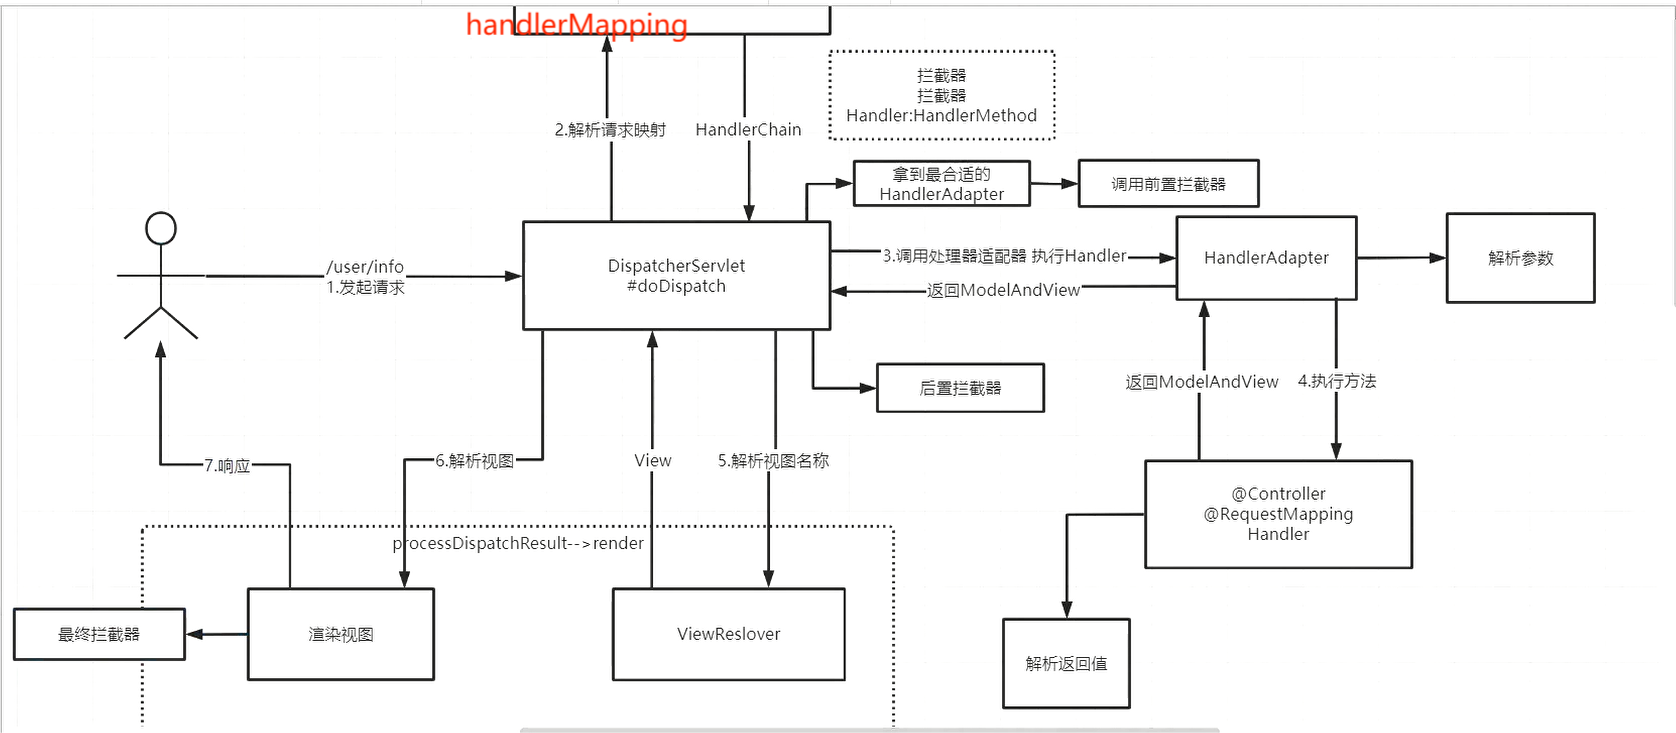 handlerMapping
拦截器
拦截器
Handler:HandlerMethod
2.解析请求映射
HandlerChain
拿到最合适的
HandlerAdapter
调用前置拦截器
/user/info
1.发起请求
DispatcherServlet
#doDispatch
3.调用处理器适配器 执行Handler
返回ModelAndView
HandlerAdapter
解析参数
后置拦截器
返回ModelAndView
4.执行方法
7.响应
6.解析视图
View
5.解析视图名称
@Controller
@RequestMapping
Handler
processDispatchResult-->render
最终拦截器
渲染视图
ViewReslover
解析返回值